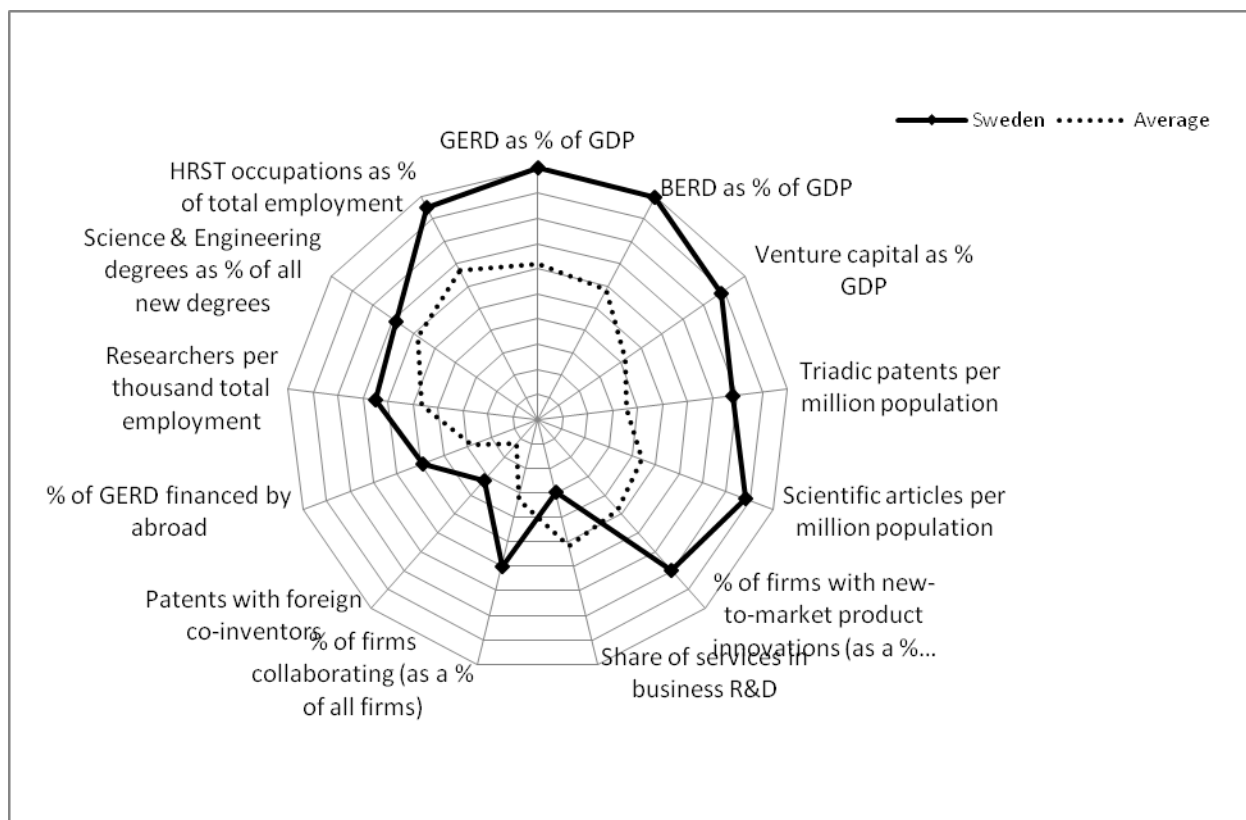 Sweden
Average
GERD as % of GDP
BERD as % of GDP
Venture capital as %
GDP
Triadic patents per
million population
Scientific articles per
million population
% of firms with new-
to-market product
innovations (as a %...
Share of services in
business R&D
% of firms
collaborating (as a %
of all firms)
Patents with foreign
co-inventors
% of GERD financed by
abroad
Researchers per
thousand total
employment
Science & Engineering
degrees as % of all
new degrees
HRST occupations as %
of total employment